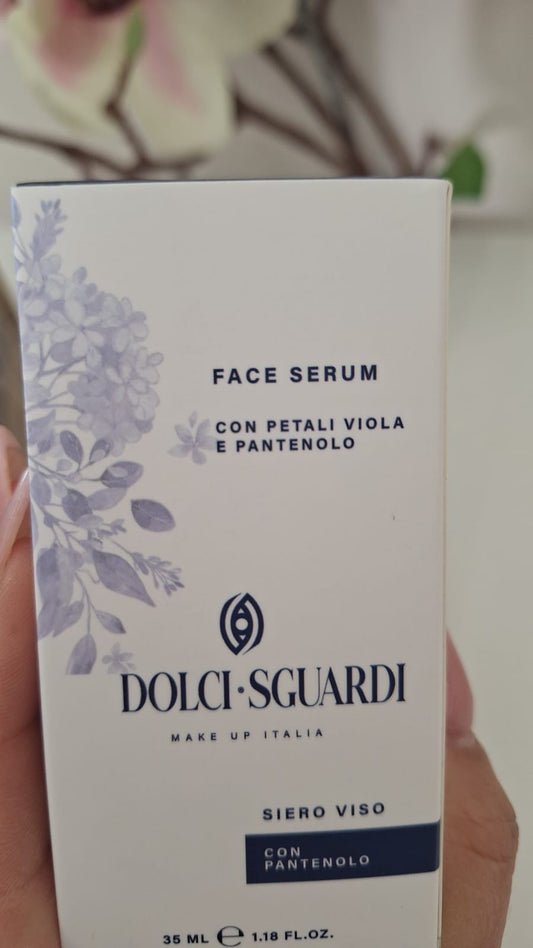 FACE SERUM
CON PETALI VIOLA
E PANTENOLO
DOLCI·SGUARDI
MAKE UP ITALIA
SIERO VISO
CON
PANTENOLO
35 ML ℮ 1.18 FL.OZ.